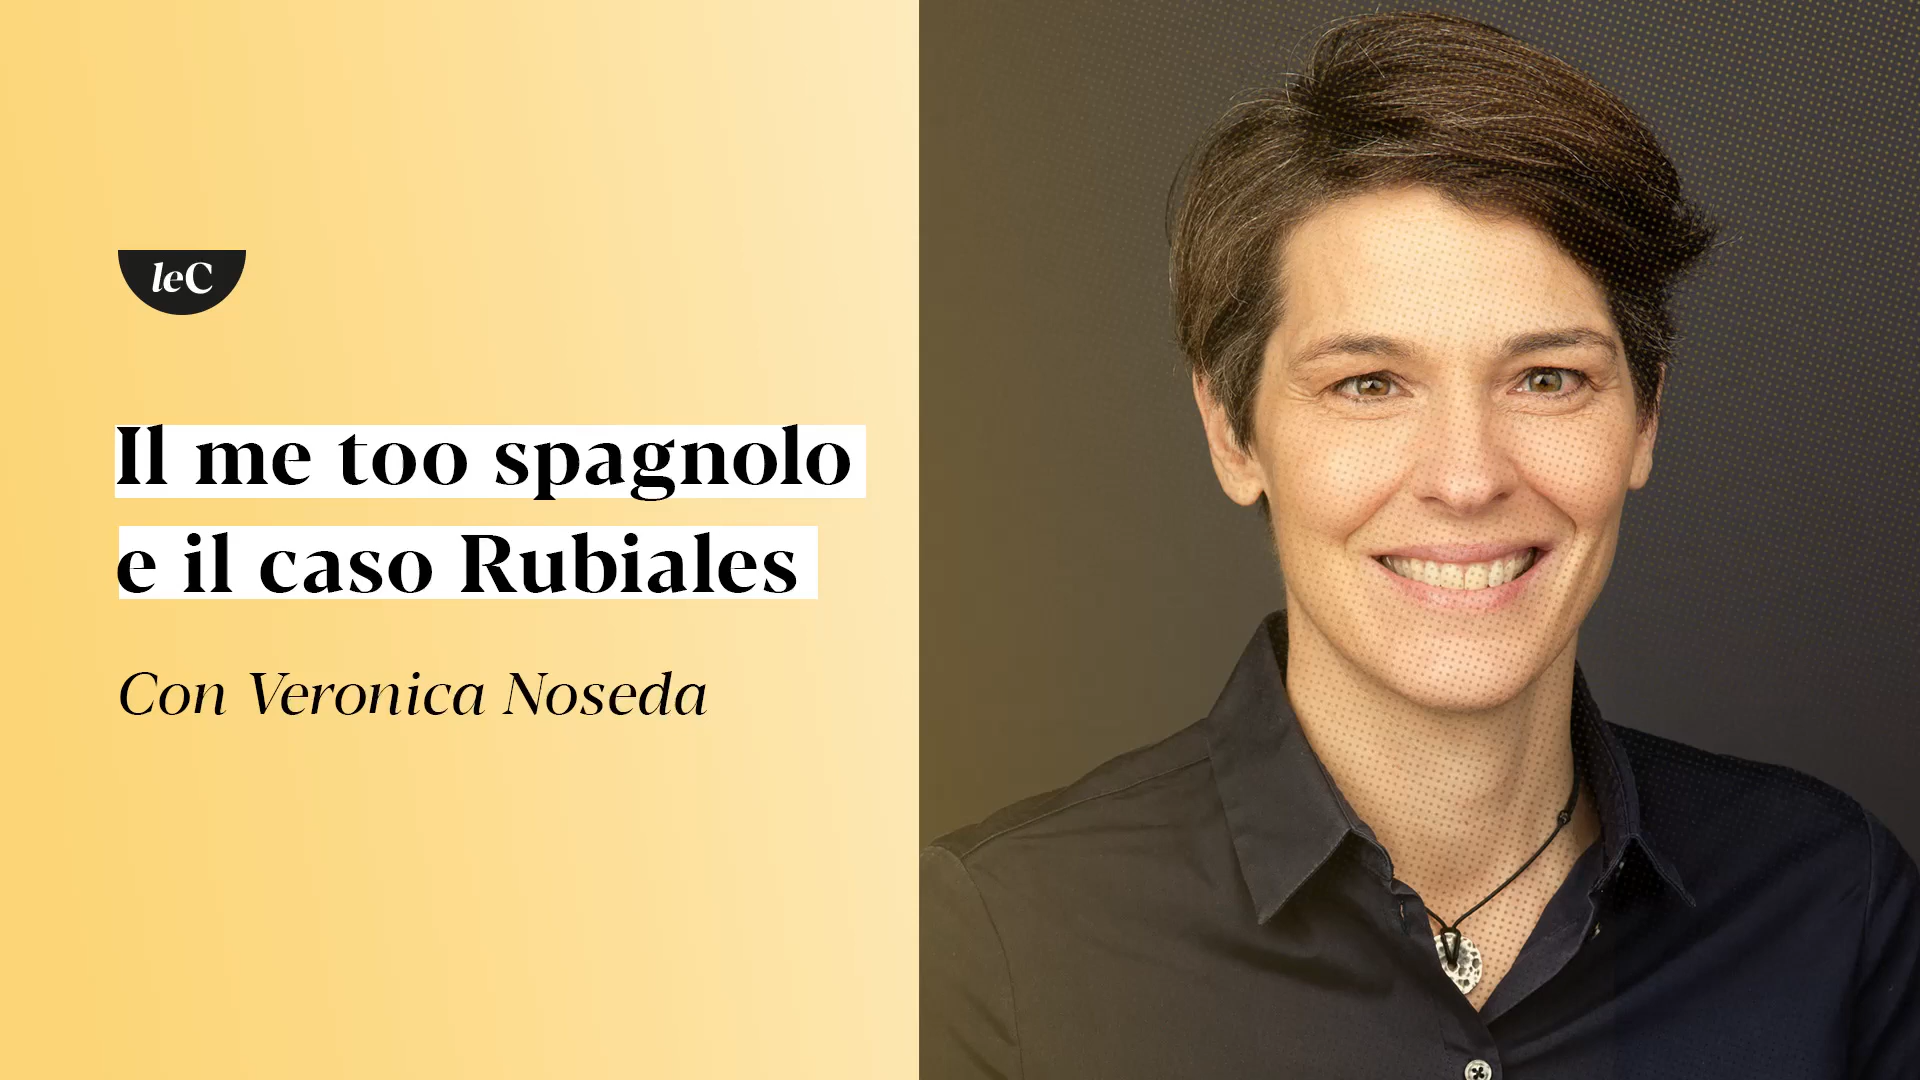 leC
Il me too spagnolo
e il caso Rubiales
Con Veronica Noseda